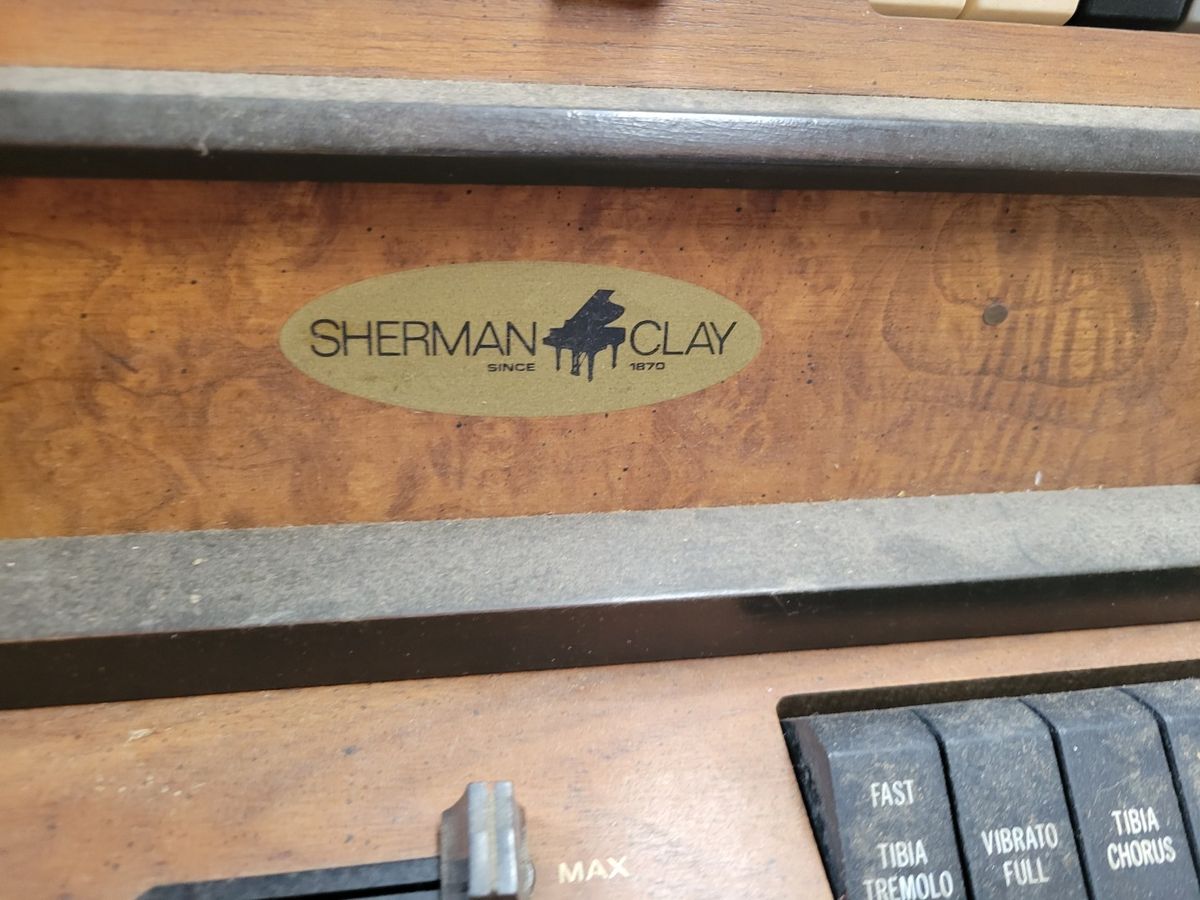 SHERMAN CLAY
SINCE 1870
MAX
FAST
TIBIA
TREMOLO
VIBRATO
FULL
TIBIA
CHORUS